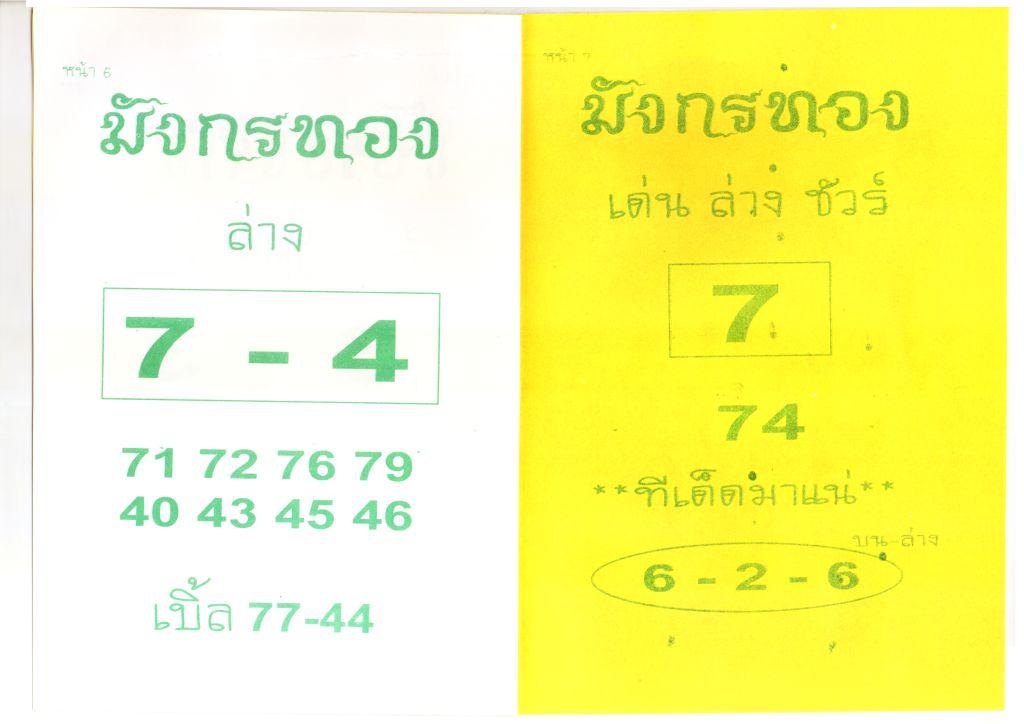 หน้า 6
มังกรทอง
ล่าง
7 - 4
71 72 76 79
40 43 45 46
เบิ้ล 77-44
หน้า 7
มังกรทอง
เด่น ล่าง ชัวร์
7
74
**ทีเด็ดมาแน่**
บน-ล่าง
6 - 2 - 6